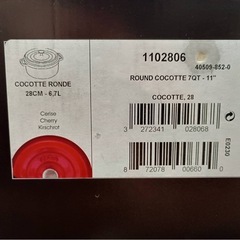 COCOTTE RONDE
28CM - 6,7L
Cerise
Cherry
Kirschrot
1102806
40509-852-0
ROUND COCOTTE 7QT - 11"
COCOTTE, 28
3 272341 028068
8 72078 00660 0
E0230